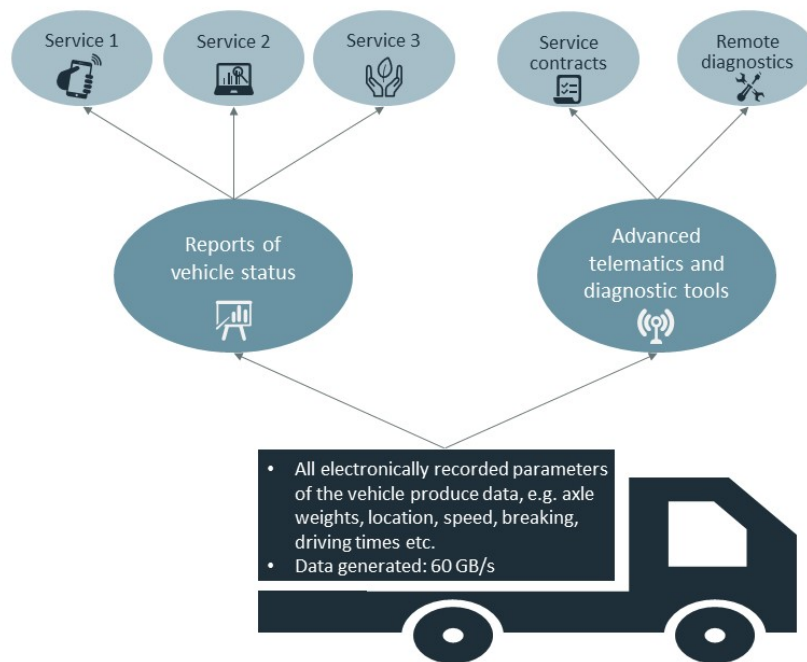 Service 1
Service 2
Service 3
Service
contracts
Remote
diagnostics
Reports of
vehicle status
Advanced
telematics and
diagnostic tools
• All electronically recorded parameters
of the vehicle produce data, e.g. axle
weights, location, speed, breaking,
driving times etc.
• Data generated: 60 GB/s